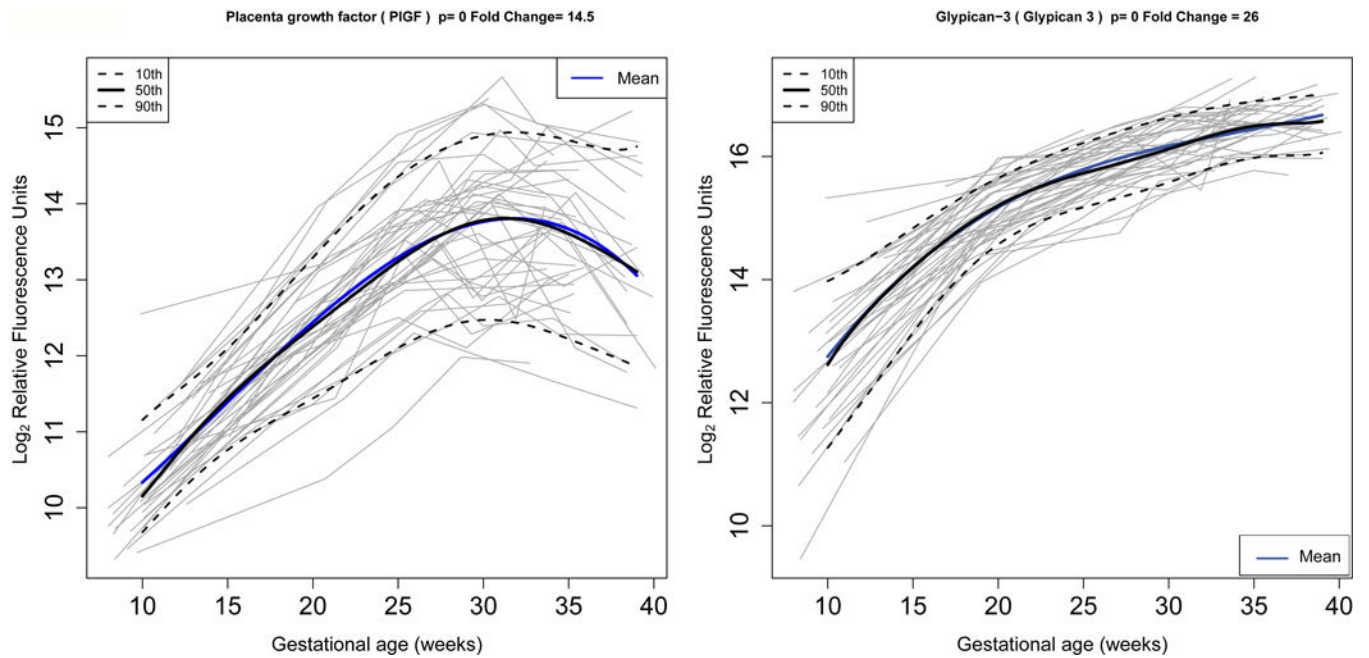 Placenta growth factor ( PlGF ) p= 0 Fold Change= 14.5
10th
50th
90th
Mean
15
14
13
12
11
10
Log2 Relative Fluorescence Units
10 15 20 25 30 35 40
Gestational age (weeks)
Glypican−3 ( Glypican 3 ) p= 0 Fold Change = 26
10th
50th
90th
16
14
12
10
Log2 Relative Fluorescence Units
Mean
10 15 20 25 30 35 40
Gestational age (weeks)